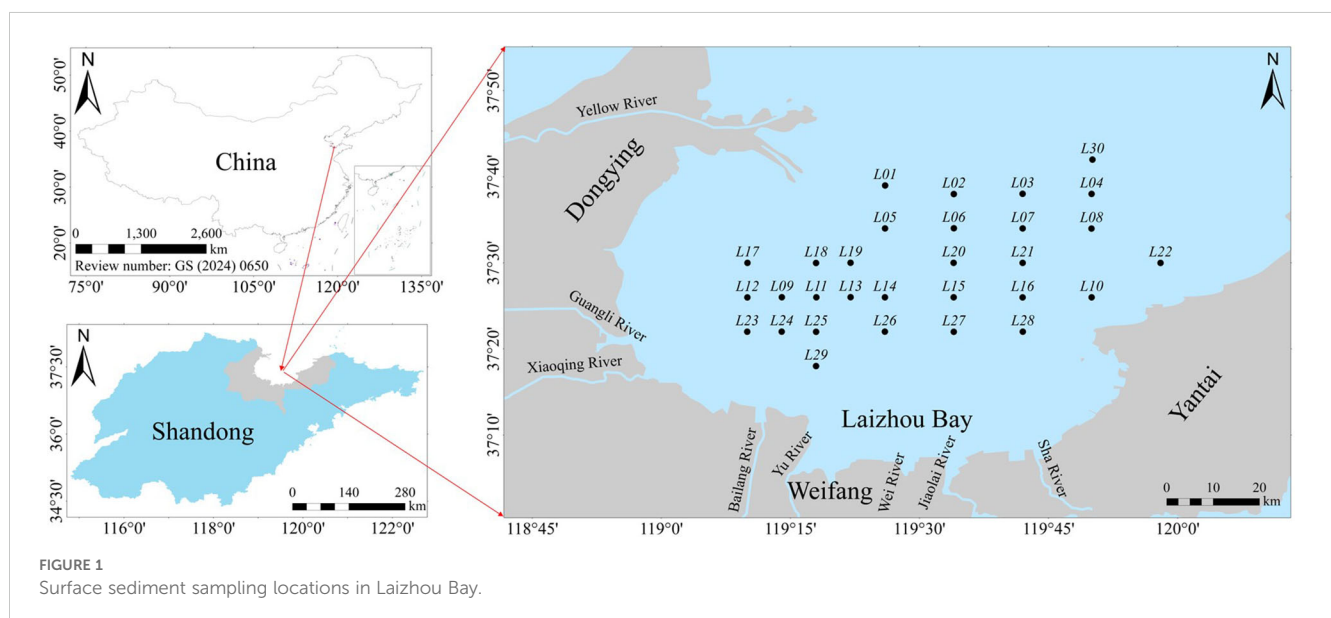 N
50°0'
40°0'
30°0'
20°0'
China
0 1,300 2,600
km
Review number: GS (2024) 0650
75°0' 90°0' 105°0' 120°0' 135°0'
N
37°30'
36°0'
34°30'
Shandong
0 140 280
km
116°0' 118°0' 120°0' 122°0'
N
37°50'
37°40'
37°30'
37°20'
37°10'
Yellow River
Dongying
L30
L01 L02 L03 L04
L05 L06 L07 L08
L17 L18 L19 L20 L21 L22
L12 L09 L11 L13 L14 L15 L16 L10
L23 L24 L25 L26 L27 L28
L29
Guangli River
Xiaoqing River
Laizhou Bay
Yantai
Bailang River
Yu River
Weifang
Wei River
Jiaolai River
Sha River
0 10 20
km
118°45' 119°0' 119°15' 119°30' 119°45' 120°0'
FIGURE 1
Surface sediment sampling locations in Laizhou Bay.